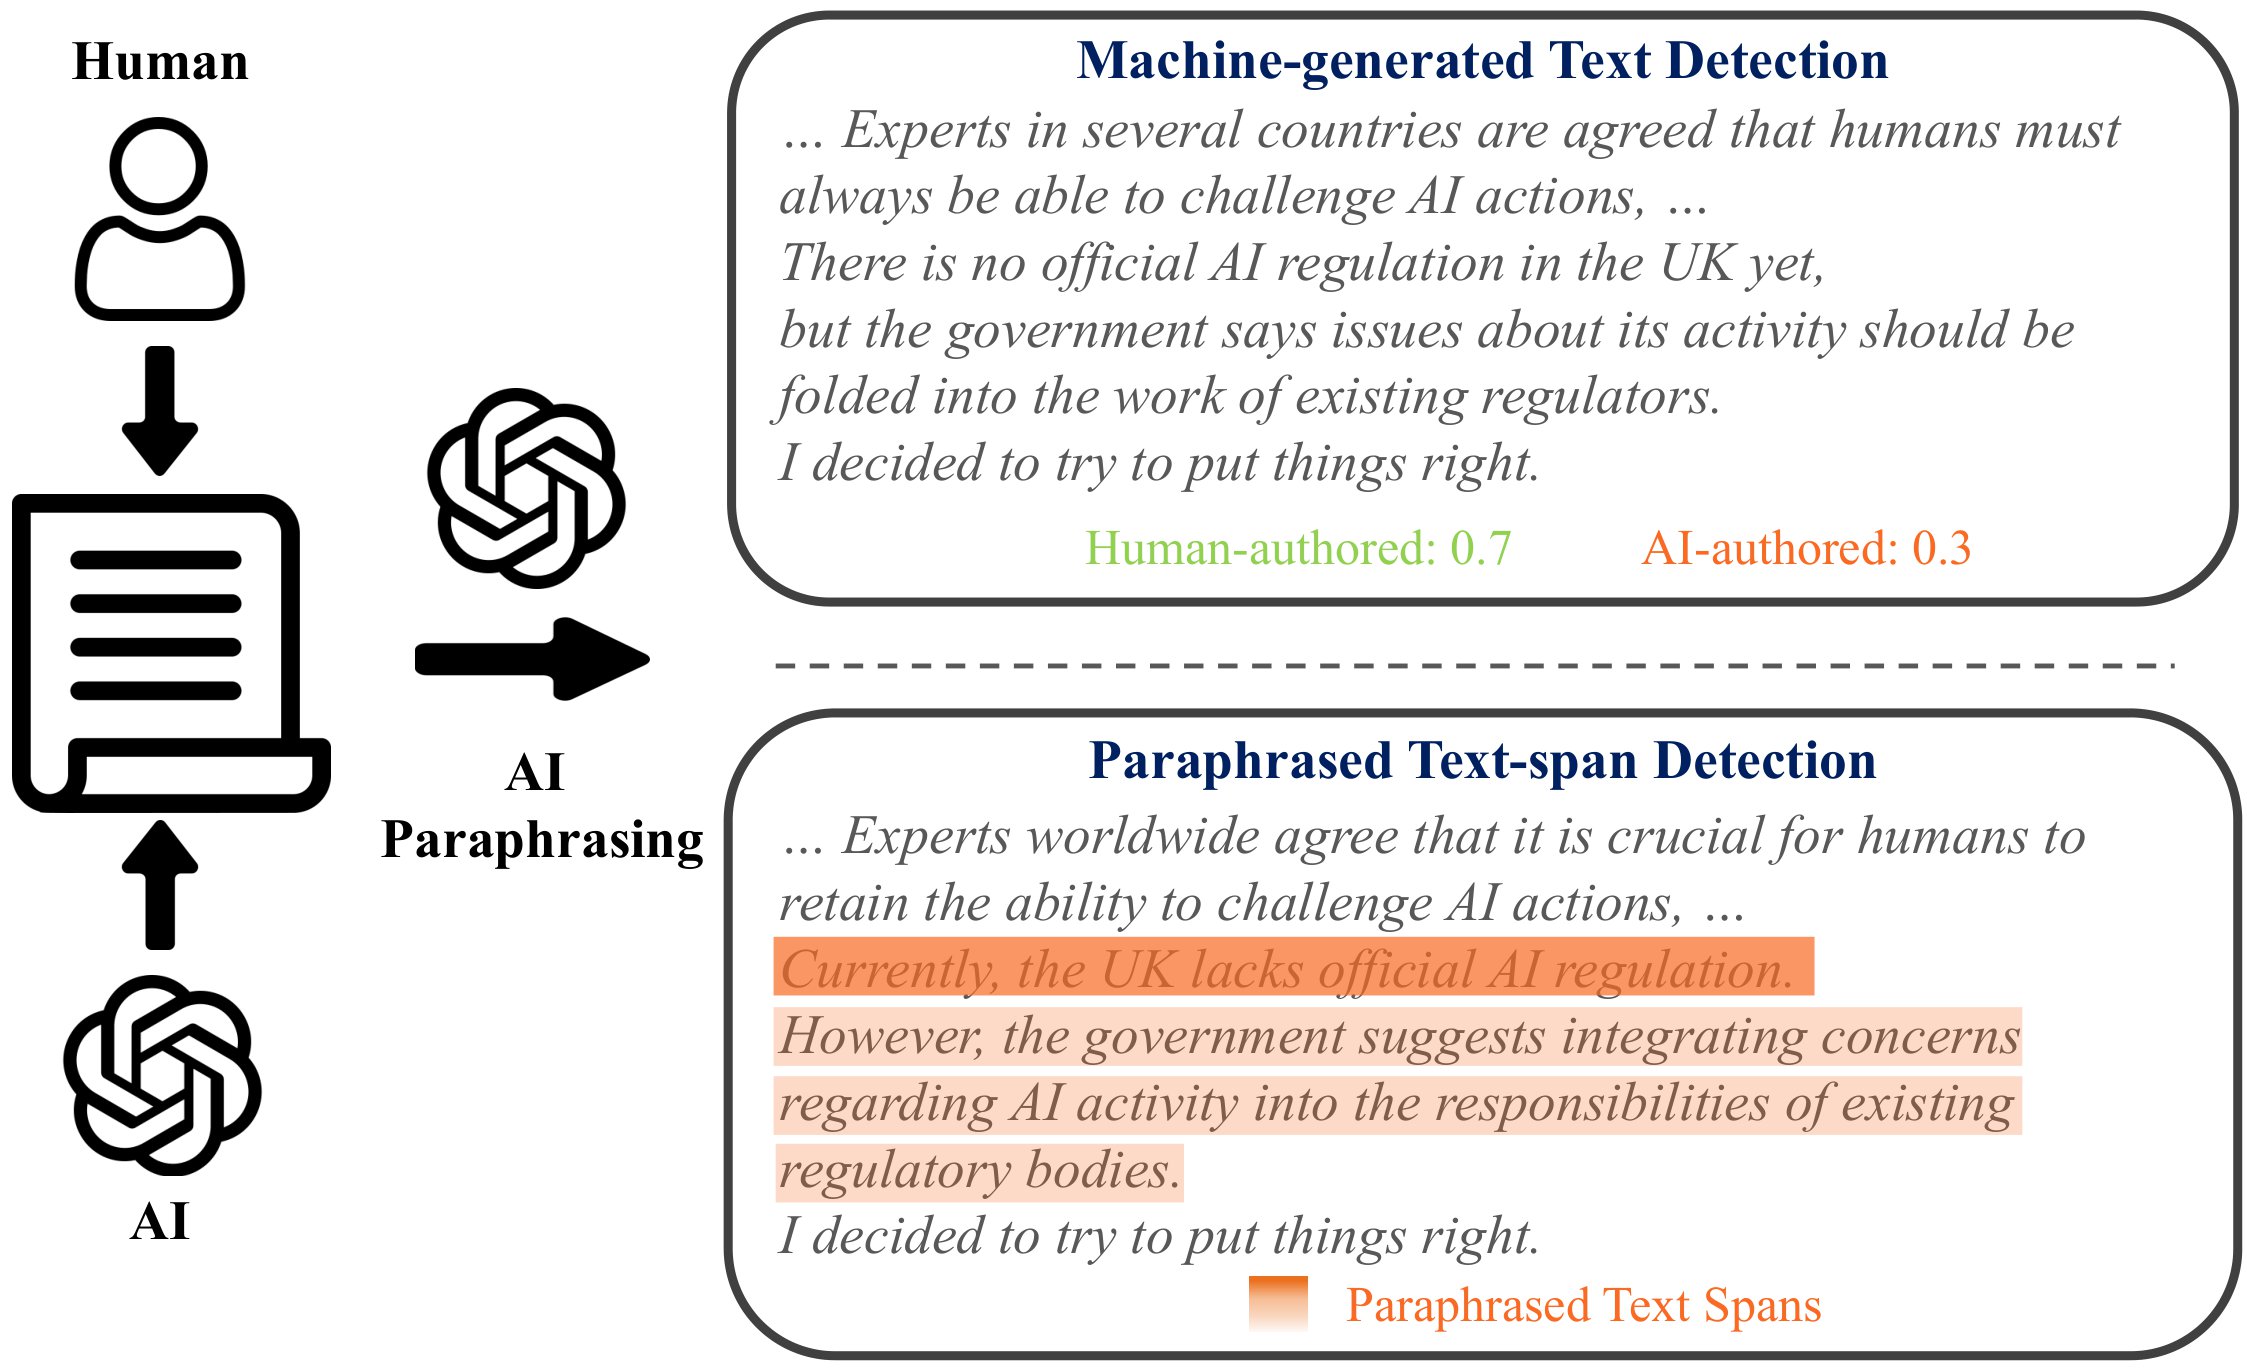 Human
AI
Paraphrasing
AI
Machine-generated Text Detection
... Experts in several countries are agreed that humans must
always be able to challenge AI actions, ...
There is no official AI regulation in the UK yet,
but the government says issues about its activity should be
folded into the work of existing regulators.
I decided to try to put things right.
Human-authored: 0.7 AI-authored: 0.3
Paraphrased Text-span Detection
... Experts worldwide agree that it is crucial for humans to
retain the ability to challenge AI actions, ...
Currently, the UK lacks official AI regulation.
However, the government suggests integrating concerns
regarding AI activity into the responsibilities of existing
regulatory bodies.
I decided to try to put things right.
Paraphrased Text Spans